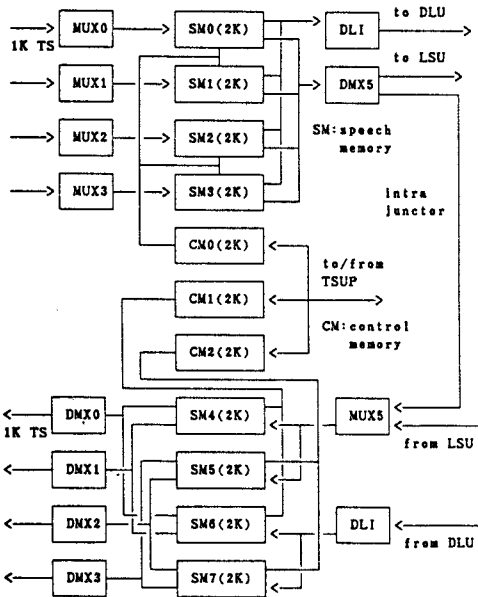 to DLU
MUX0 SM0(2K) DLI
1K TS
to LSU
MUX1 SM1(2K) DMX5
MUX2 SM2(2K)
SM:speech
memory
MUX3 SM3(2K)
intra
junctor
CM0(2K)
to/from
TSUP
CM1(2K)
CM:control
memory
CM2(2K)
DMX0 SM4(2K) MUX5
1K TS
from LSU
DMX1 SM5(2K)
DMX2 SM6(2K) DLI
from DLU
DMX3 SM7(2K)